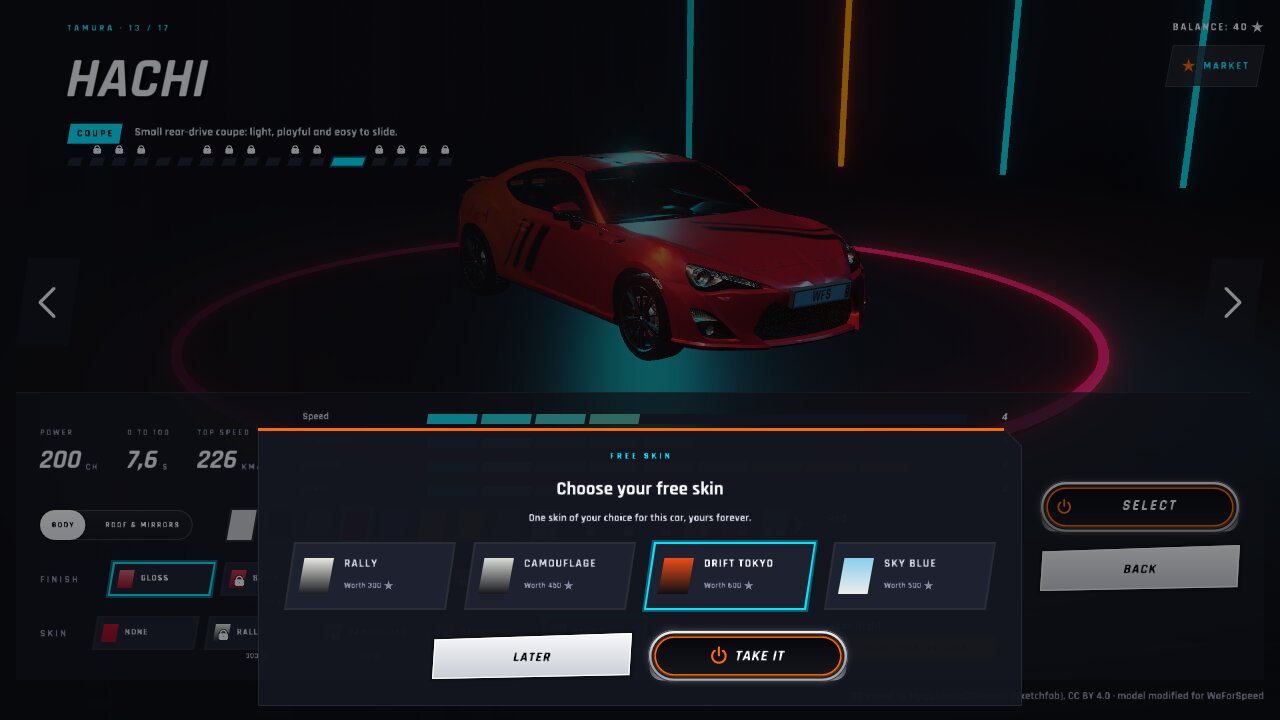 TAMURA · 13 / 17
BALANCE: 40
HACHI
MARKET
COUPE
Small rear-drive coupe: light, playful and easy to slide.
WFS
Speed
4
POWER
0 TO 100
TOP SPEED
200 CH
7,6 S
226
FREE SKIN
Choose your free skin
One skin of your choice for this car, yours forever.
BODY
ROOF & MIRRORS
SELECT
RALLY
Worth 300
CAMOUFLAGE
Worth 450
DRIFT TOKYO
Worth 600
SKY BLUE
Worth 500
BACK
FINISH
GLOSS
SKIN
NONE
LATER
TAKE IT
CC BY 4.0 · model modified for WaForSpeed